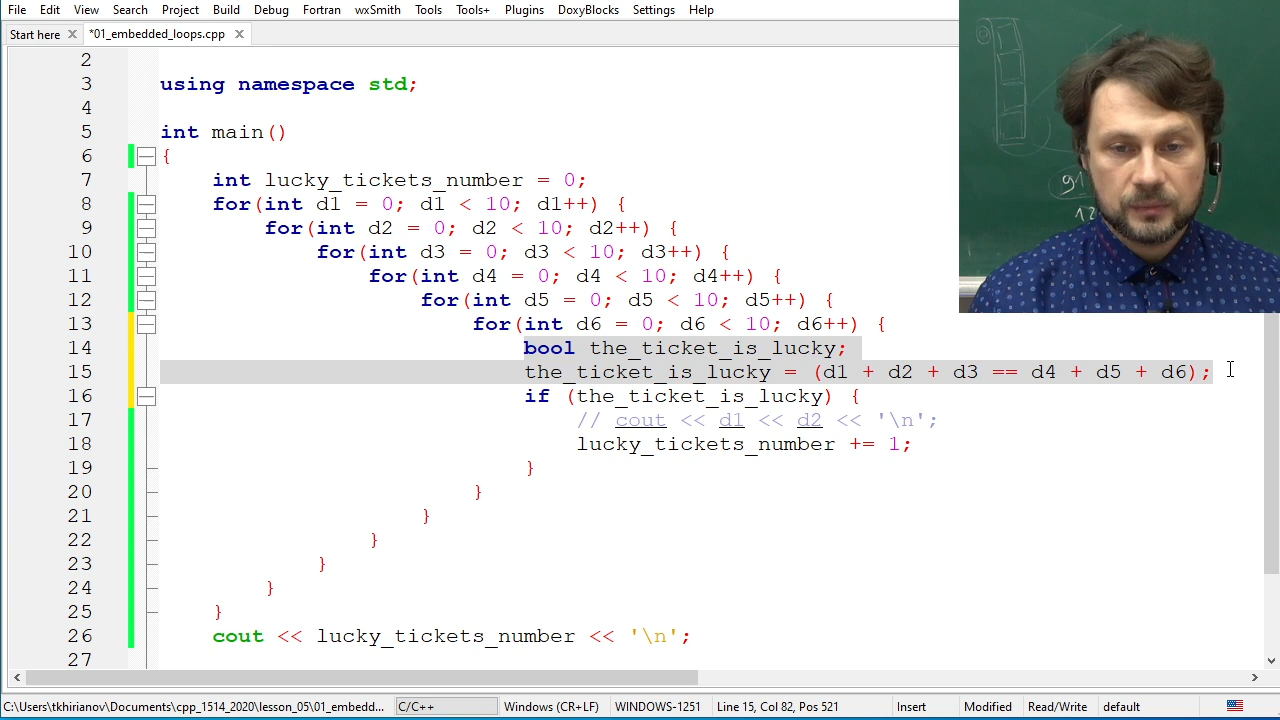 File Edit View Search Project Build Debug Fortran wxSmith Tools Tools+ Plugins DoxyBlocks Settings Help
Start here *01_embedded_loops.cpp
2
3 using namespace std;
4
5 int main()
6 {
7 int lucky_tickets_number = 0;
8 for(int d1 = 0; d1 < 10; d1++) {
9 for(int d2 = 0; d2 < 10; d2++) {
10 for(int d3 = 0; d3 < 10; d3++) {
11 for(int d4 = 0; d4 < 10; d4++) {
12 for(int d5 = 0; d5 < 10; d5++) {
13 for(int d6 = 0; d6 < 10; d6++) {
14 bool the_ticket_is_lucky;
15 the_ticket_is_lucky = (d1 + d2 + d3 == d4 + d5 + d6);
16 if (the_ticket_is_lucky) {
17 // cout << d1 << d2 << '\n';
18 lucky_tickets_number += 1;
19 }
20 }
21 }
22 }
23 }
24 }
25 }
26 cout << lucky_tickets_number << '\n';
27
C:\Users\tkhirianov\Documents\cpp_1514_2020\lesson_05\01_embedd... C/C++ Windows (CR+LF) WINDOWS-1251 Line 15, Col 82, Pos 521 Insert Modified Read/Write default
91
12